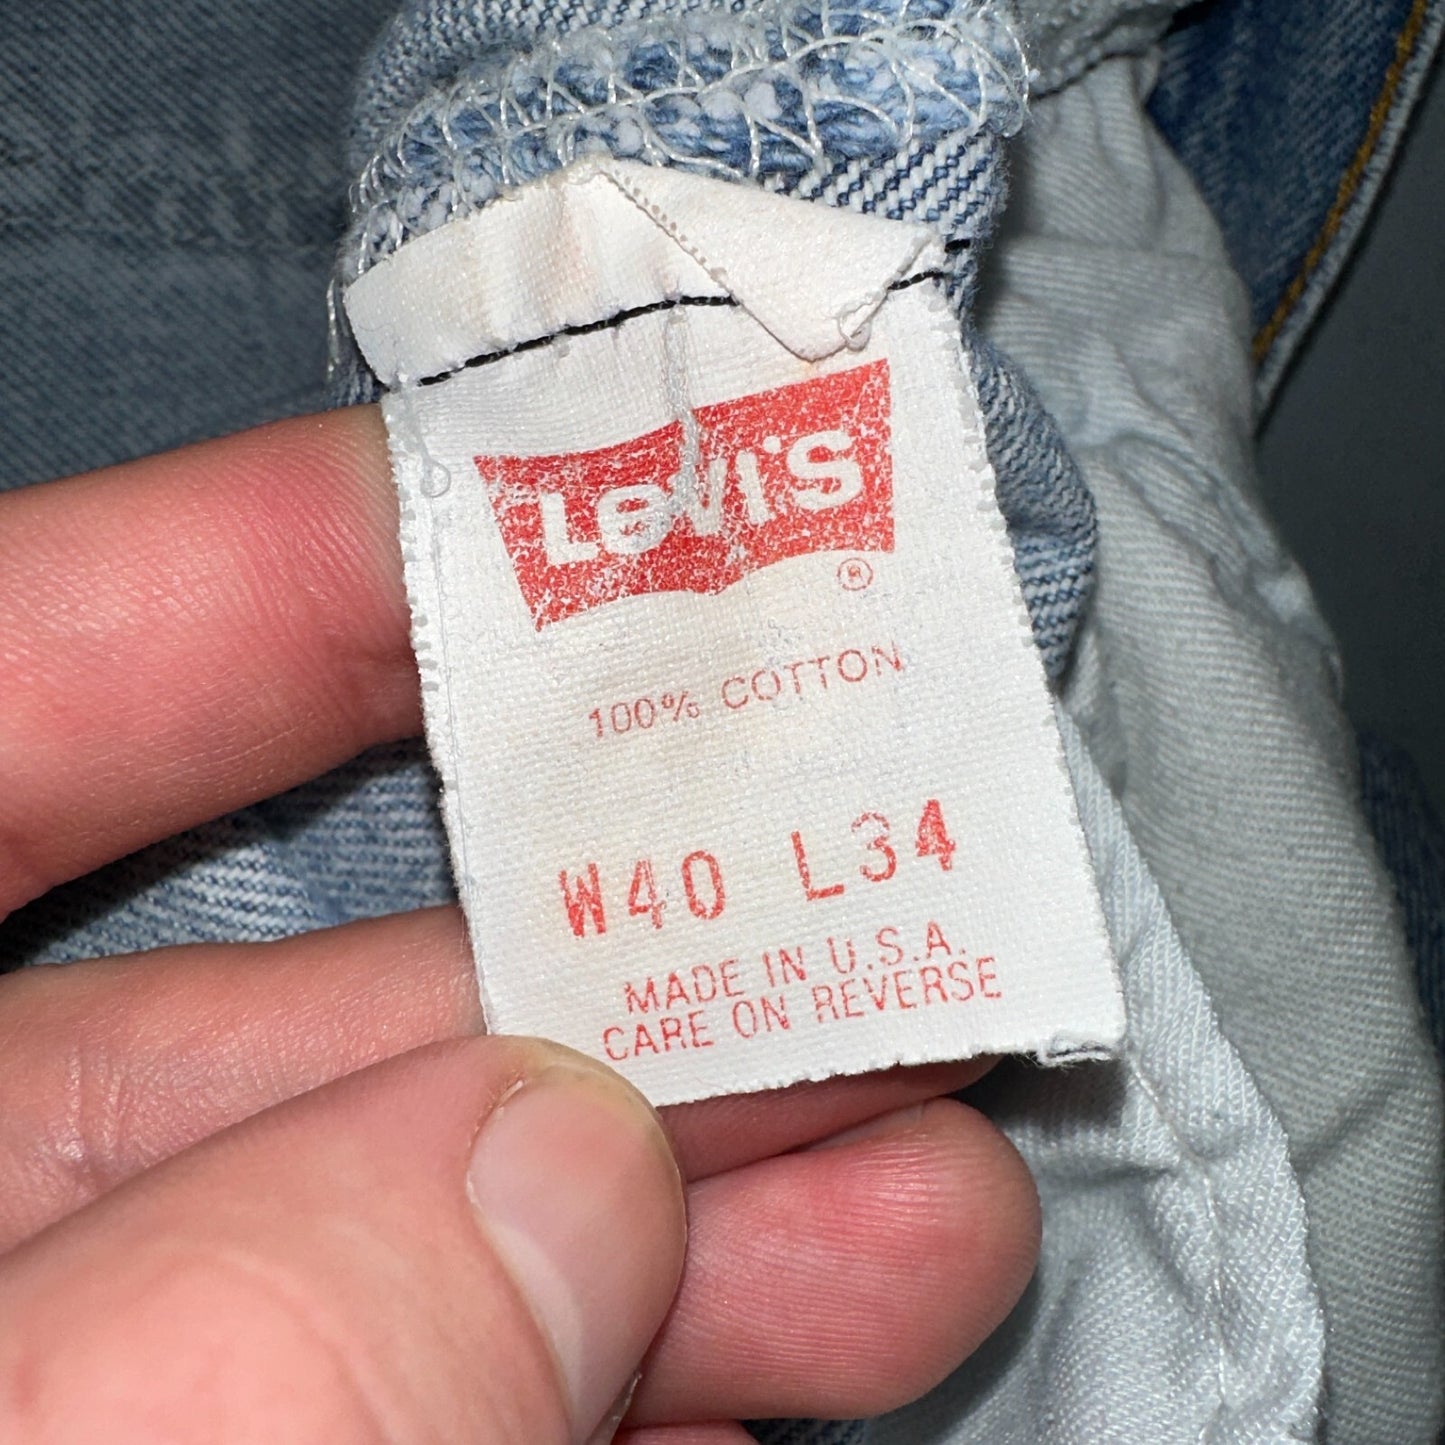 Levi's
®
100% COTTON
W40 L34
MADE IN U.S.A.
CARE ON REVERSE